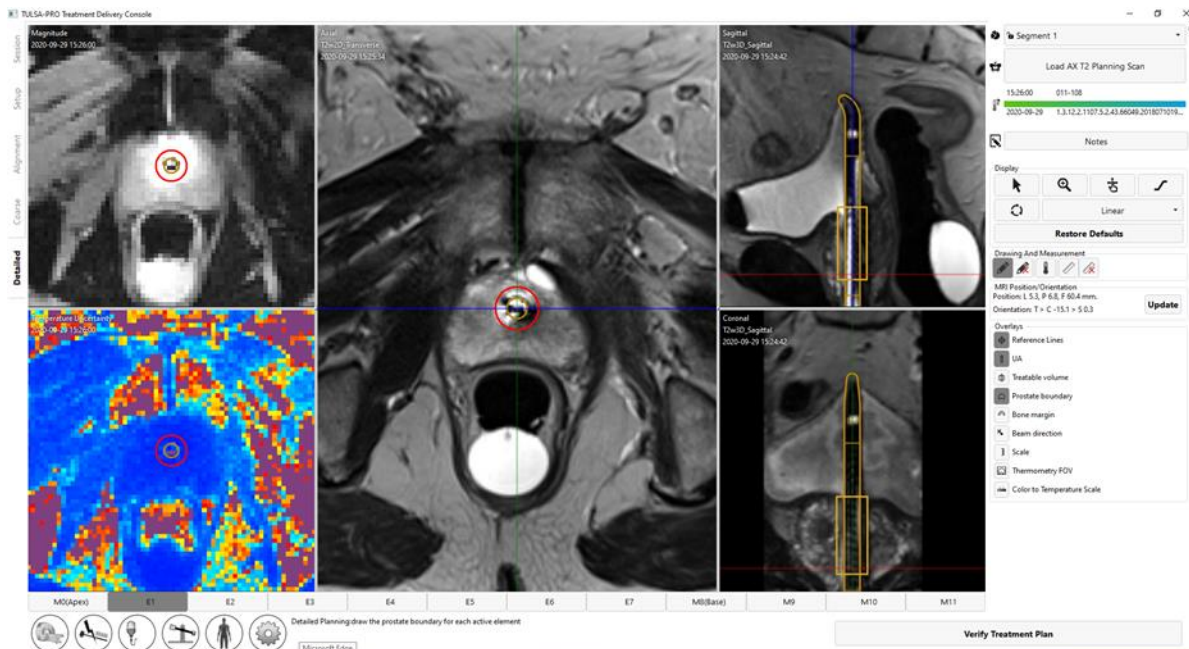 TULSA-PRO Treatment Delivery Console
Session
Setup
Alignment
Coarse
Detailed
Magnitude
2020-09-29 15:26:00
Axial
T2w2D_Transverse
2020-09-29 15:25:34
Sagittal
T2w3D_Sagittal
2020-09-29 15:24:42
Temperature Uncertainty
2020-09-29 15:26:00
Coronal
T2w3D_Sagittal
2020-09-29 15:24:42
Segment 1
Load AX T2 Planning Scan
15:26:00 011-108
2020-09-29 1.3.12.2.1107.5.2.43.66049.2018071019...
Notes
Display
Linear
Restore Defaults
Drawing And Measurement
MRI Position/Orientation
Position: L 5.3, P 6.8, F 60.4 mm.
Orientation: T > C -15.1 > S 0.3
Update
Overlays
Reference Lines
UA
Treatable volume
Prostate boundary
Bone margin
Beam direction
Scale
Thermometry FOV
Color to Temperature Scale
M0(Apex) E1 E2 E3 E4 E5 E6 E7 M8(Base) M9 M10 M11
Detailed Planning:draw the prostate boundary for each active element
Microsoft Edge
Verify Treatment Plan